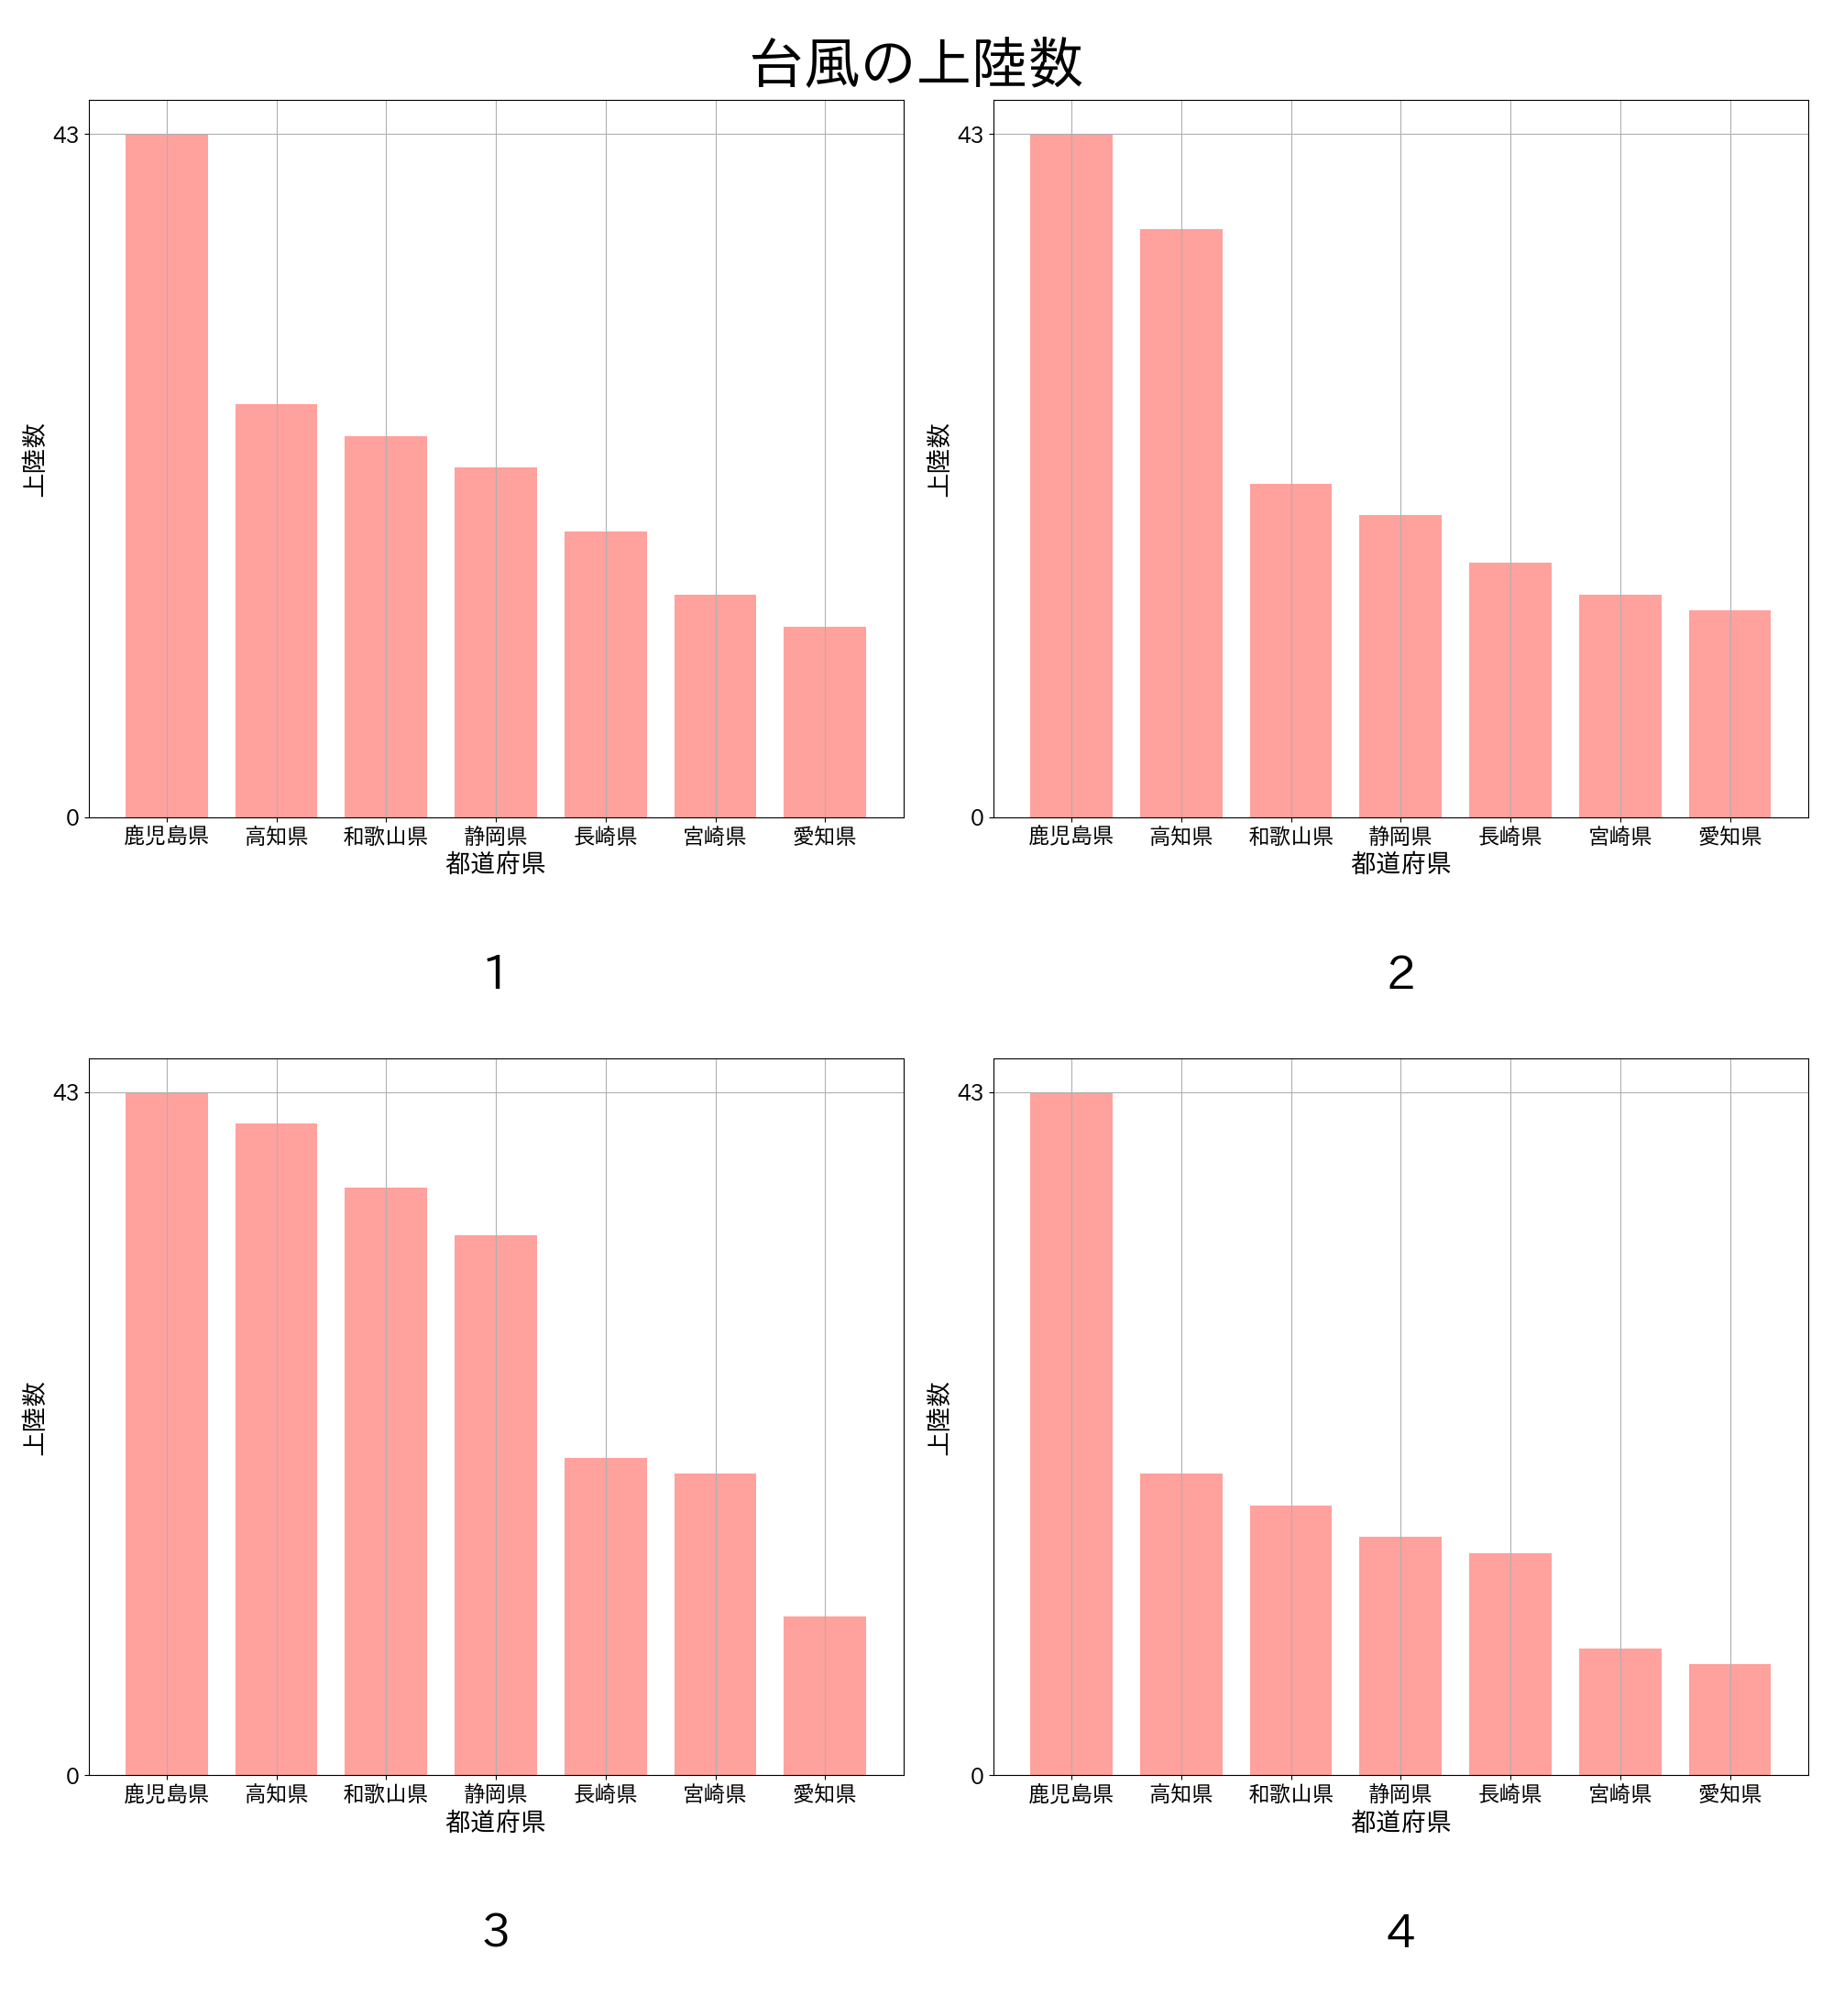 台風の上陸数
43
0
上陸数
鹿児島県 高知県 和歌山県 静岡県 長崎県 宮崎県 愛知県
都道府県
1
43
0
上陸数
鹿児島県 高知県 和歌山県 静岡県 長崎県 宮崎県 愛知県
都道府県
2
43
0
上陸数
鹿児島県 高知県 和歌山県 静岡県 長崎県 宮崎県 愛知県
都道府県
3
43
0
上陸数
鹿児島県 高知県 和歌山県 静岡県 長崎県 宮崎県 愛知県
都道府県
4